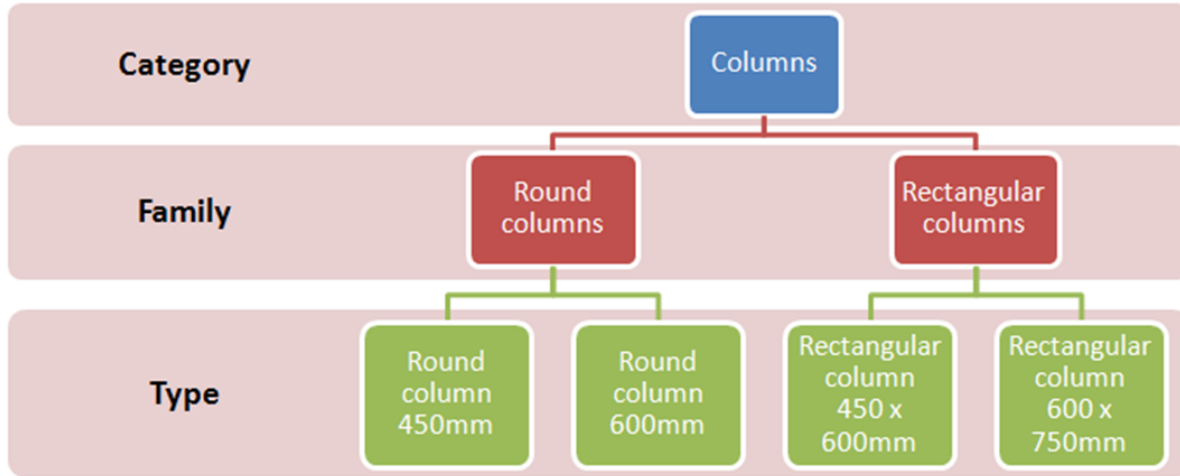 Category
Columns
Family
Round
columns
Rectangular
columns
Type
Round
column
450mm
Round
column
600mm
Rectangular
column
450 x
600mm
Rectangular
column
600 x
750mm